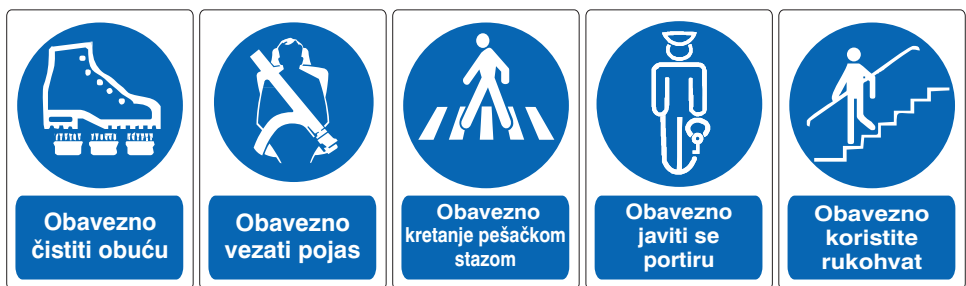 Obavezno
čistiti obuću
Obavezno
vezati pojas
Obavezno
kretanje pešačkom
stazom
Obavezno
javiti se
portiru
Obavezno
koristite
rukohvat